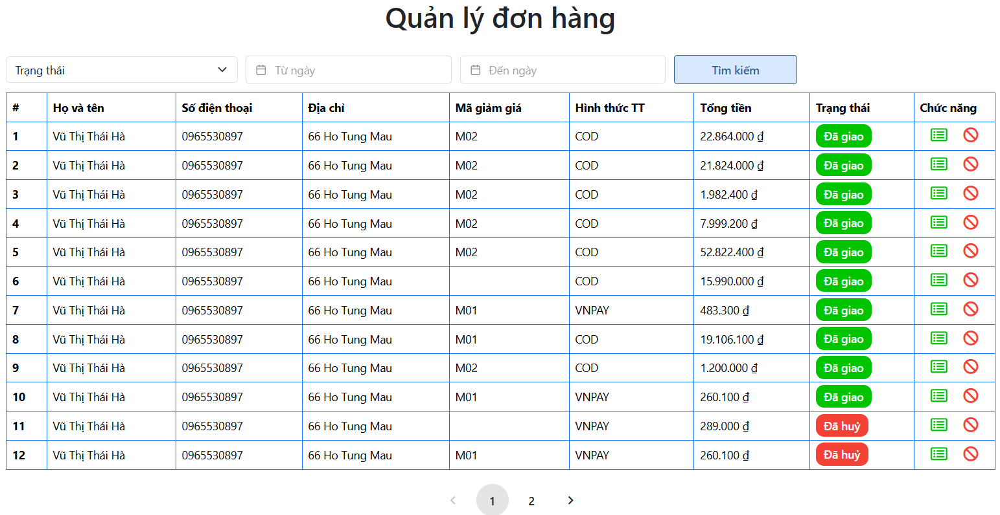 Quản lý đơn hàng
Trạng thái Từ ngày Đến ngày Tìm kiếm
# Họ và tên Số điện thoại Địa chỉ Mã giảm giá Hình thức TT Tổng tiền Trạng thái Chức năng
1 Vũ Thị Thái Hà 0965530897 66 Ho Tung Mau M02 COD 22.864.000 ₫ Đã giao
2 Vũ Thị Thái Hà 0965530897 66 Ho Tung Mau M02 COD 21.824.000 ₫ Đã giao
3 Vũ Thị Thái Hà 0965530897 66 Ho Tung Mau M02 COD 1.982.400 ₫ Đã giao
4 Vũ Thị Thái Hà 0965530897 66 Ho Tung Mau M02 COD 7.999.200 ₫ Đã giao
5 Vũ Thị Thái Hà 0965530897 66 Ho Tung Mau M02 COD 52.822.400 ₫ Đã giao
6 Vũ Thị Thái Hà 0965530897 66 Ho Tung Mau COD 15.990.000 ₫ Đã giao
7 Vũ Thị Thái Hà 0965530897 66 Ho Tung Mau M01 VNPAY 483.300 ₫ Đã giao
8 Vũ Thị Thái Hà 0965530897 66 Ho Tung Mau M01 COD 19.106.100 ₫ Đã giao
9 Vũ Thị Thái Hà 0965530897 66 Ho Tung Mau M02 COD 1.200.000 ₫ Đã giao
10 Vũ Thị Thái Hà 0965530897 66 Ho Tung Mau M01 VNPAY 260.100 ₫ Đã giao
11 Vũ Thị Thái Hà 0965530897 66 Ho Tung Mau VNPAY 289.000 ₫ Đã huỷ
12 Vũ Thị Thái Hà 0965530897 66 Ho Tung Mau M01 VNPAY 260.100 ₫ Đã huỷ
1 2